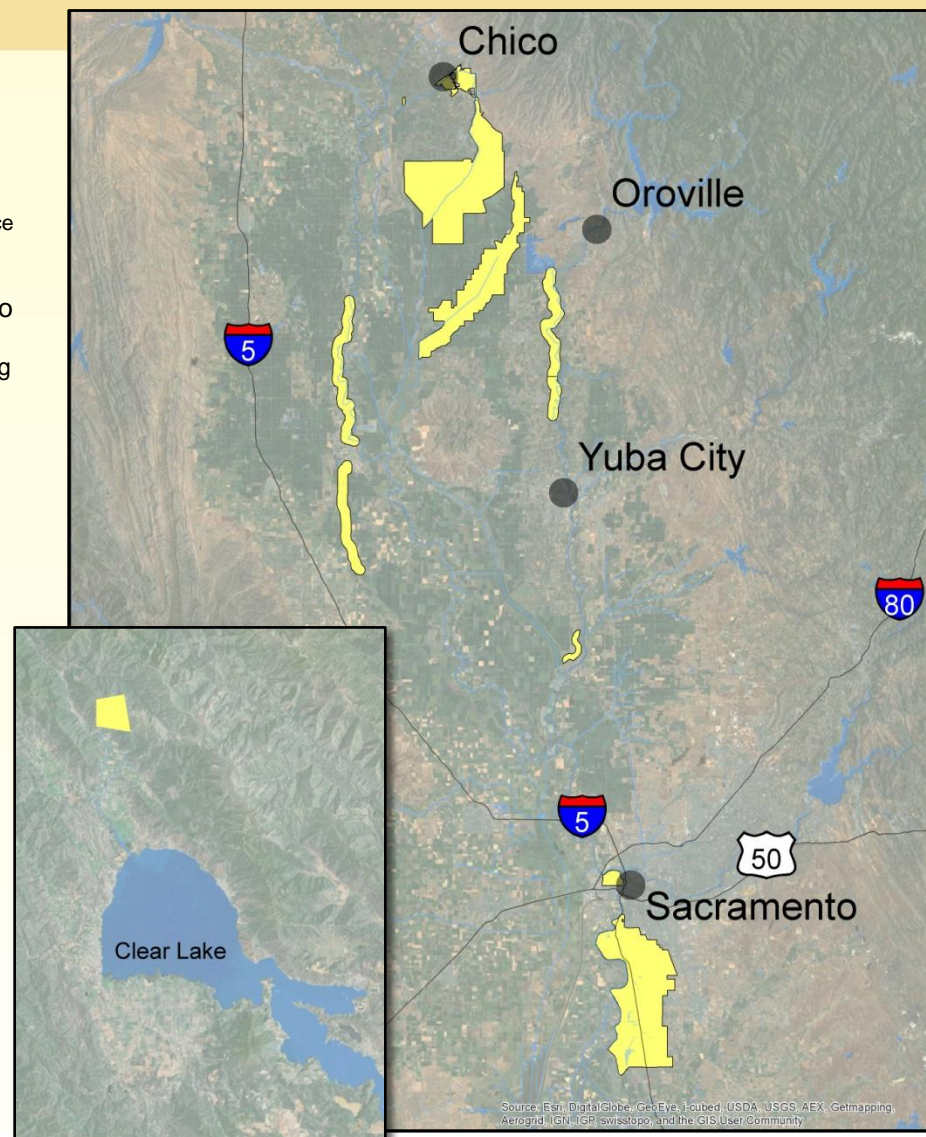 Chico
ce
Oroville
o
5
g
Yuba City
80
5
50
Sacramento
Clear Lake
Source: Esri, DigitalGlobe, GeoEye, i-cubed, USDA, USGS, AEX, Getmapping,
Aerogrid, IGN, IGP, swisstopo, and the GIS User Community